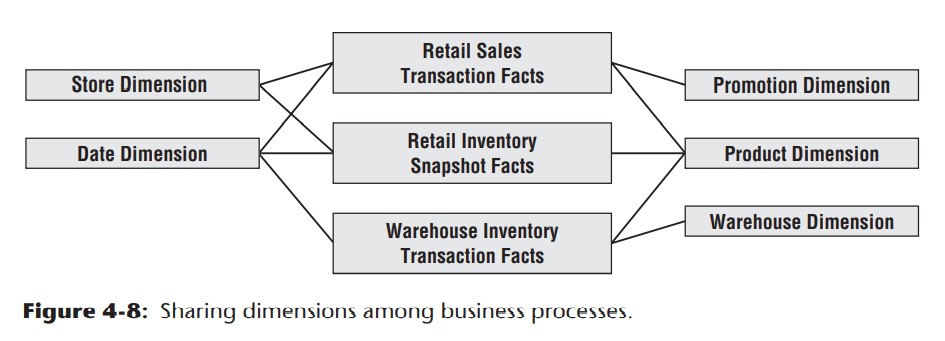 Retail Sales
Transaction Facts
Store Dimension
Promotion Dimension
Date Dimension
Retail Inventory
Snapshot Facts
Product Dimension
Warehouse Inventory
Transaction Facts
Warehouse Dimension
Figure 4-8: Sharing dimensions among business processes.